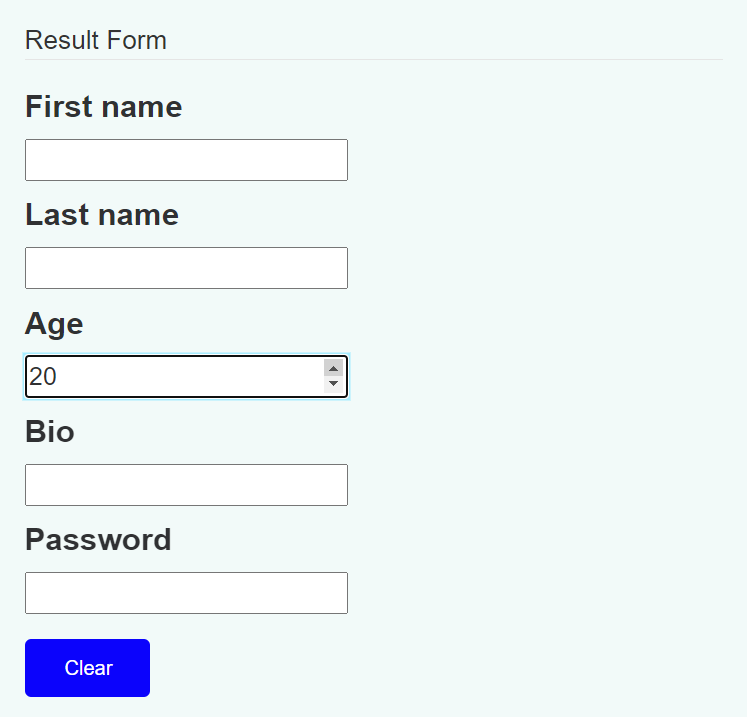 Result Form
First name
Last name
Age
20
Bio
Password
Clear